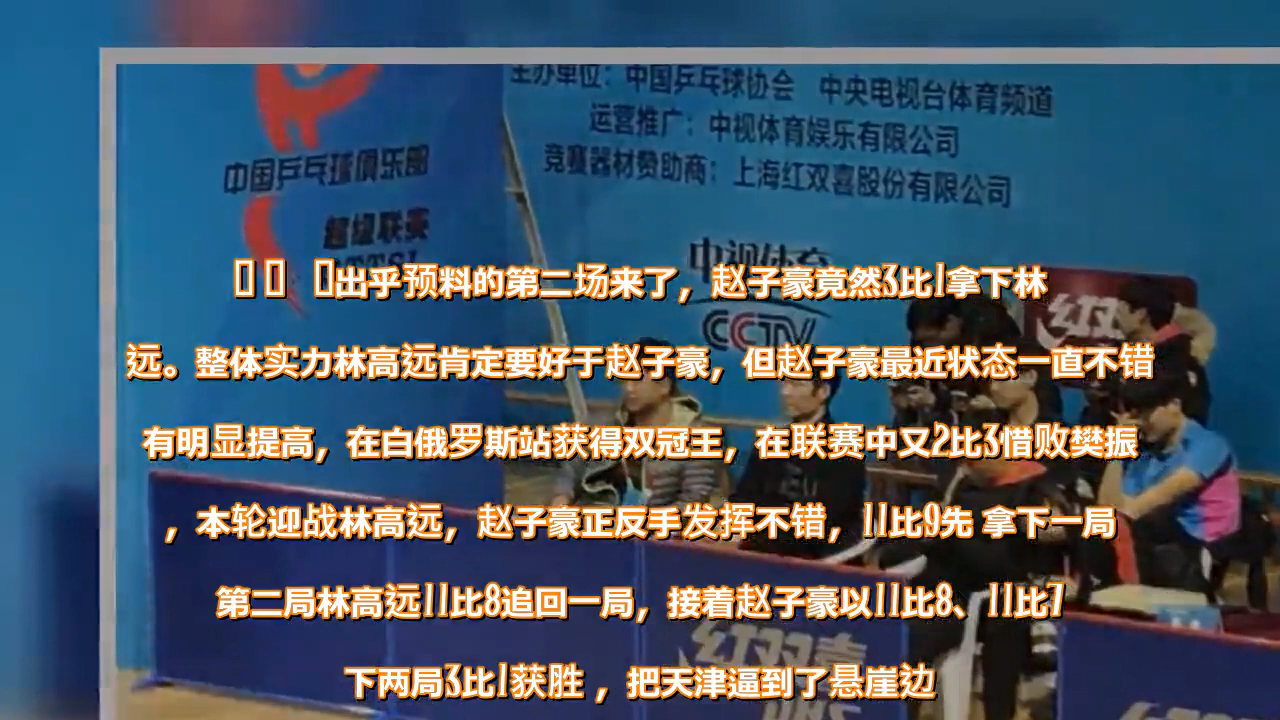 主办单位：中国乒乓球协会 中央电视台体育频道
运营推广：中视体育娱乐有限公司
竞赛器材赞助商：上海红双喜股份有限公司
中国乒乓球俱乐部
超级联赛
中视体育
CCTV
红双
出乎预料的第二场来了，赵子豪竟然3比1拿下林
远。整体实力林高远肯定要好于赵子豪，但赵子豪最近状态一直不错
有明显提高，在白俄罗斯站获得双冠王，在联赛中又2比3惜败樊振
，本轮迎战林高远，赵子豪正反手发挥不错，11比9先 拿下一局
第二局林高远11比8追回一局，接着赵子豪以11比8、11比7
下两局3比1获胜 ，把天津逼到了悬崖边
红双喜